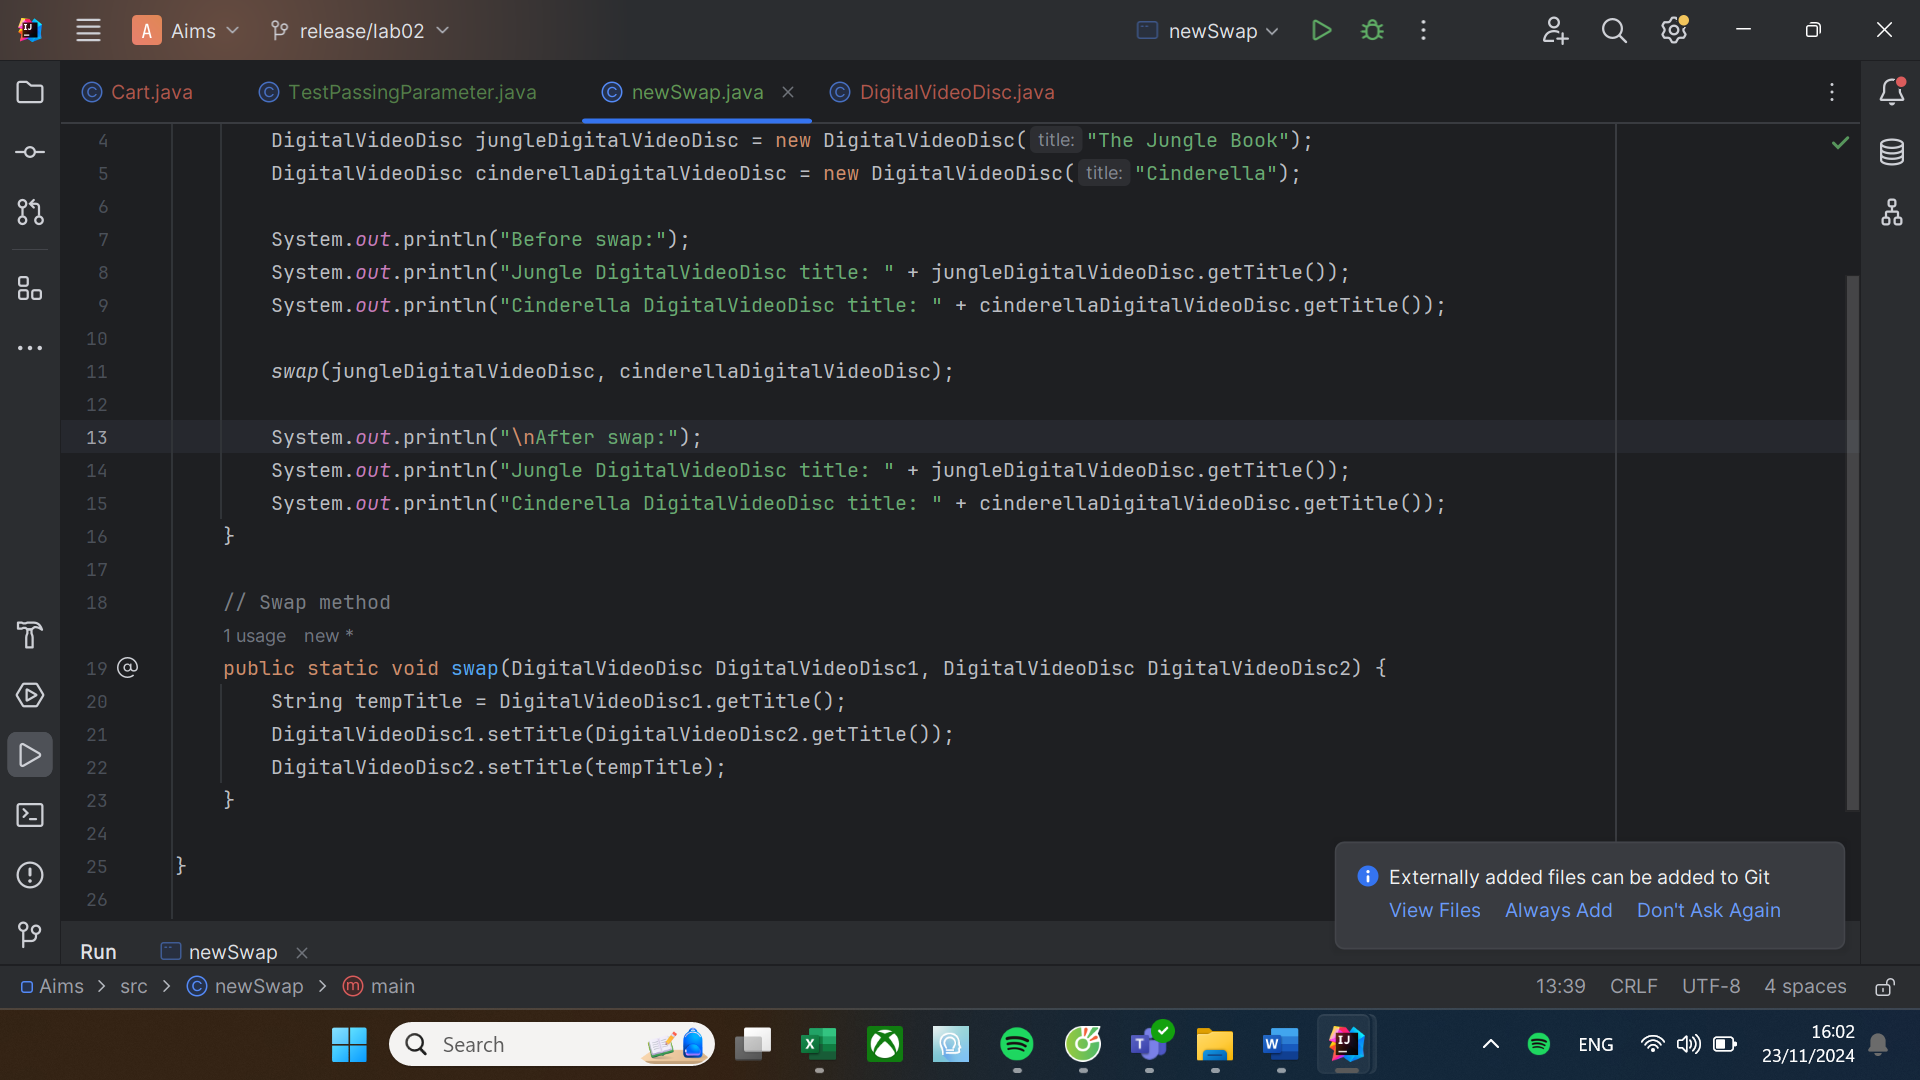 A Aims release/lab02 newSwap
Cart.java TestPassingParameter.java newSwap.java DigitalVideoDisc.java
4 DigitalVideoDisc jungleDigitalVideoDisc = new DigitalVideoDisc( title: "The Jungle Book");
5 DigitalVideoDisc cinderellaDigitalVideoDisc = new DigitalVideoDisc( title: "Cinderella");
6
7 System.out.println("Before swap:");
8 System.out.println("Jungle DigitalVideoDisc title: " + jungleDigitalVideoDisc.getTitle());
9 System.out.println("Cinderella DigitalVideoDisc title: " + cinderellaDigitalVideoDisc.getTitle());
10
11 swap(jungleDigitalVideoDisc, cinderellaDigitalVideoDisc);
12
13 System.out.println("\nAfter swap:");
14 System.out.println("Jungle DigitalVideoDisc title: " + jungleDigitalVideoDisc.getTitle());
15 System.out.println("Cinderella DigitalVideoDisc title: " + cinderellaDigitalVideoDisc.getTitle());
16 }
17
18 // Swap method
1 usage new *
19 @ public static void swap(DigitalVideoDisc DigitalVideoDisc1, DigitalVideoDisc DigitalVideoDisc2) {
20 String tempTitle = DigitalVideoDisc1.getTitle();
21 DigitalVideoDisc1.setTitle(DigitalVideoDisc2.getTitle());
22 DigitalVideoDisc2.setTitle(tempTitle);
23 }
24
25 }
26
Externally added files can be added to Git
View Files Always Add Don't Ask Again
Run newSwap
Aims > src > newSwap > main 13:39 CRLF UTF-8 4 spaces
Search ENG 16:02
23/11/2024